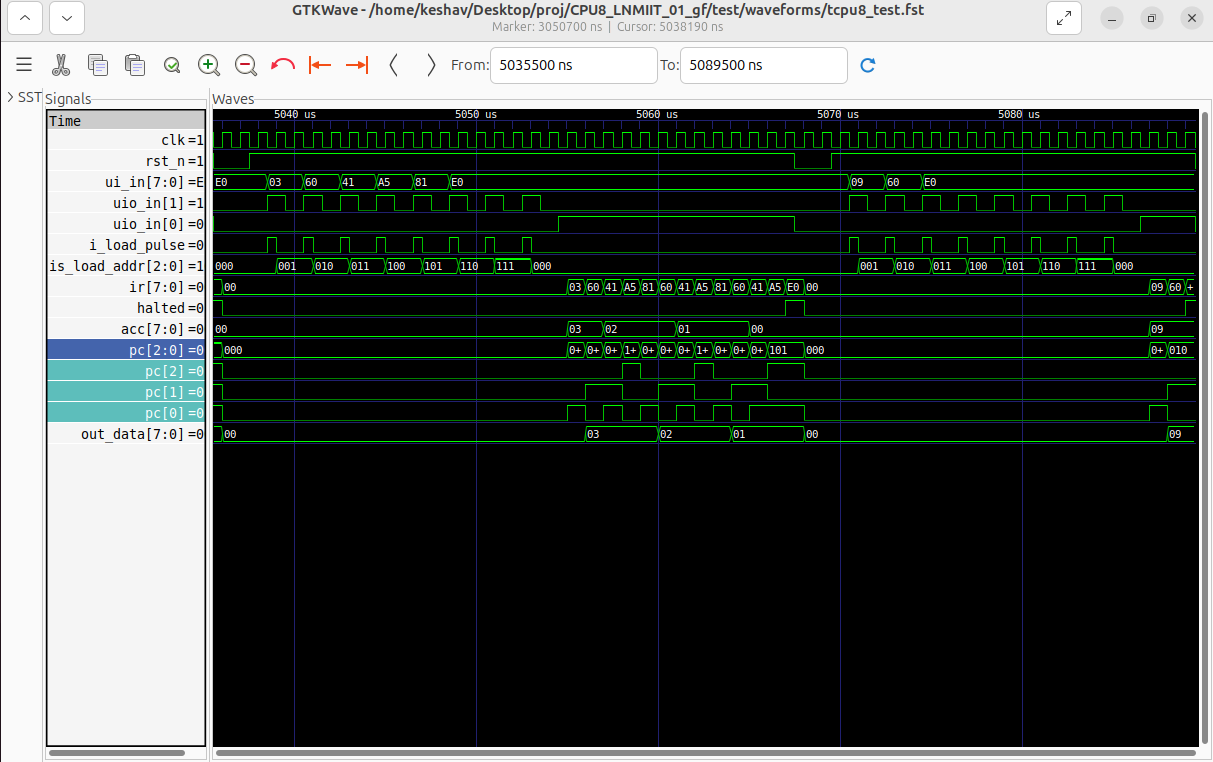 GTKWave - /home/keshav/Desktop/proj/CPU8_LNMIIT_01_gf/test/waveforms/tcpu8_test.fst
Marker: 3050700 ns | Cursor: 5038190 ns
From: 5035500 ns To: 5089500 ns
SST
Signals
Waves
Time 5040 us 5050 us 5060 us 5070 us 5080 us
clk =1
rst_n =1
ui_in[7:0] =E E0 03 60 41 A5 81 E0 09 60 E0
uio_in[1] =1
uio_in[0] =0
i_load_pulse =0
is_load_addr[2:0] =1 000 001 010 011 100 101 110 111 000 001 010 011 100 101 110 111 000
ir[7:0] =0 00 03 60 41 A5 81 60 41 A5 81 60 41 A5 E0 00 09 60 +
halted =0
acc[7:0] =0 00 03 02 01 00 09
pc[2:0] =0 000 0+ 0+ 0+ 1+ 0+ 0+ 0+ 1+ 0+ 0+ 0+ 101 000 0+ 010
pc[2] =0
pc[1] =0
pc[0] =0
out_data[7:0] =0 00 03 02 01 00 09